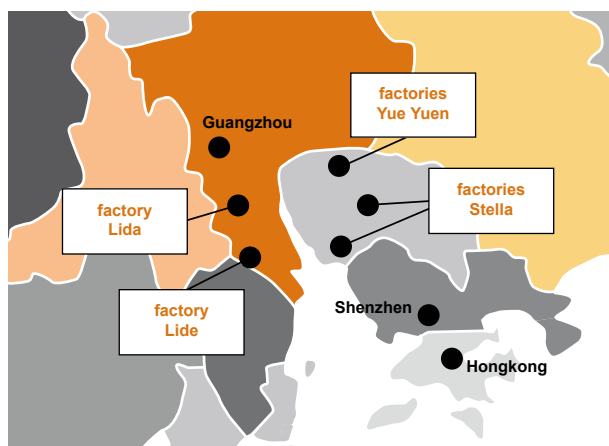 factories
Yue Yuen
Guangzhou
factory
Lida
factories
Stella
factory
Lide
Shenzhen
Hongkong